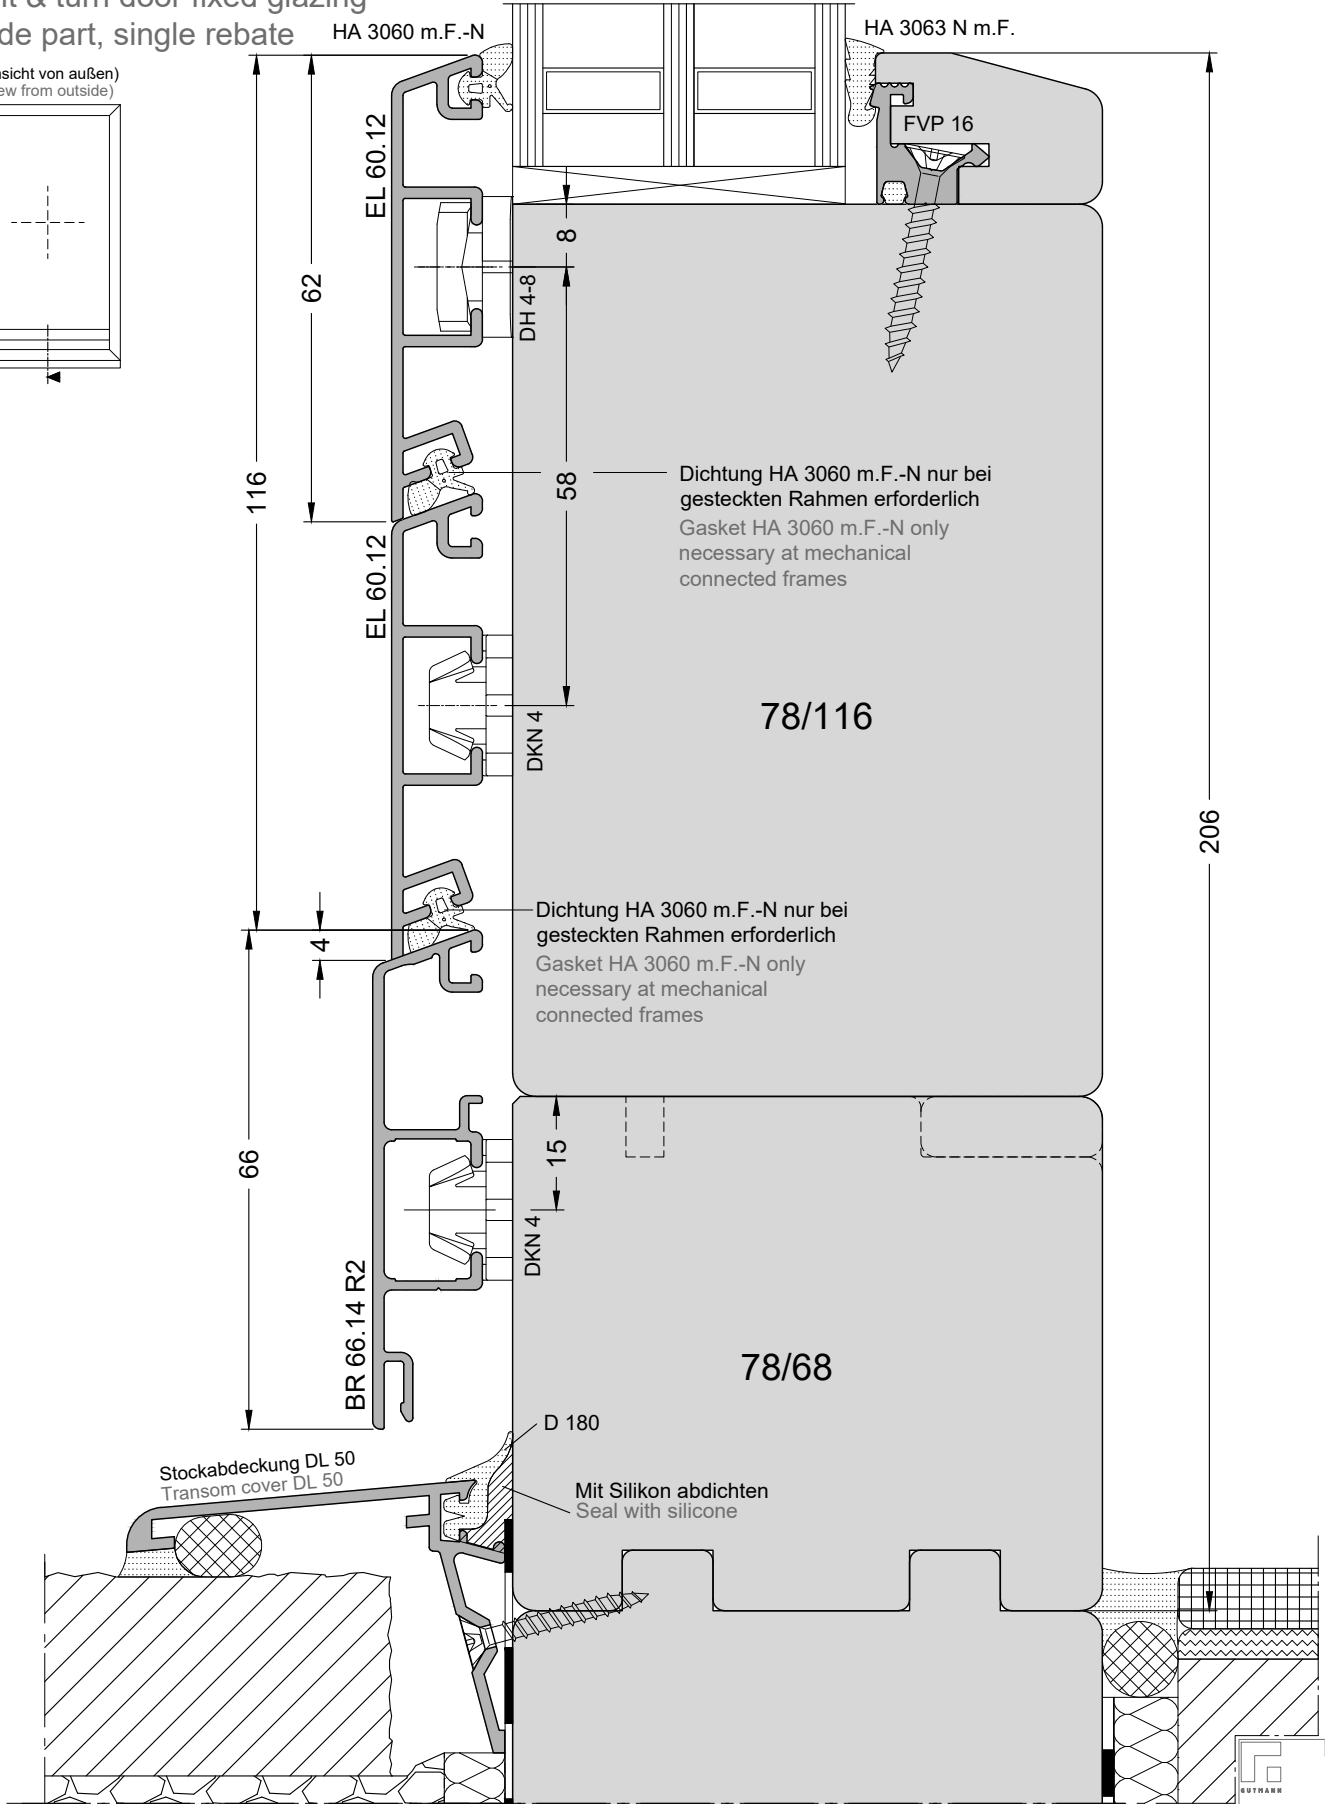 t & turn door fixed glazing
de part, single rebate
HA 3060 m.F.-N
HA 3063 N m.F.
nsicht von außen)
ew from outside)
FVP 16
EL 60.12
8
62
DH 4-8
116
58
Dichtung HA 3060 m.F.-N nur bei
gesteckten Rahmen erforderlich
Gasket HA 3060 m.F.-N only
necessary at mechanical
connected frames
EL 60.12
78/116
DKN 4
206
Dichtung HA 3060 m.F.-N nur bei
gesteckten Rahmen erforderlich
Gasket HA 3060 m.F.-N only
necessary at mechanical
connected frames
4
66
15
DKN 4
BR 66.14 R2
78/68
D 180
Stockabdeckung DL 50
Transom cover DL 50
Mit Silikon abdichten
Seal with silicone
GUTMANN